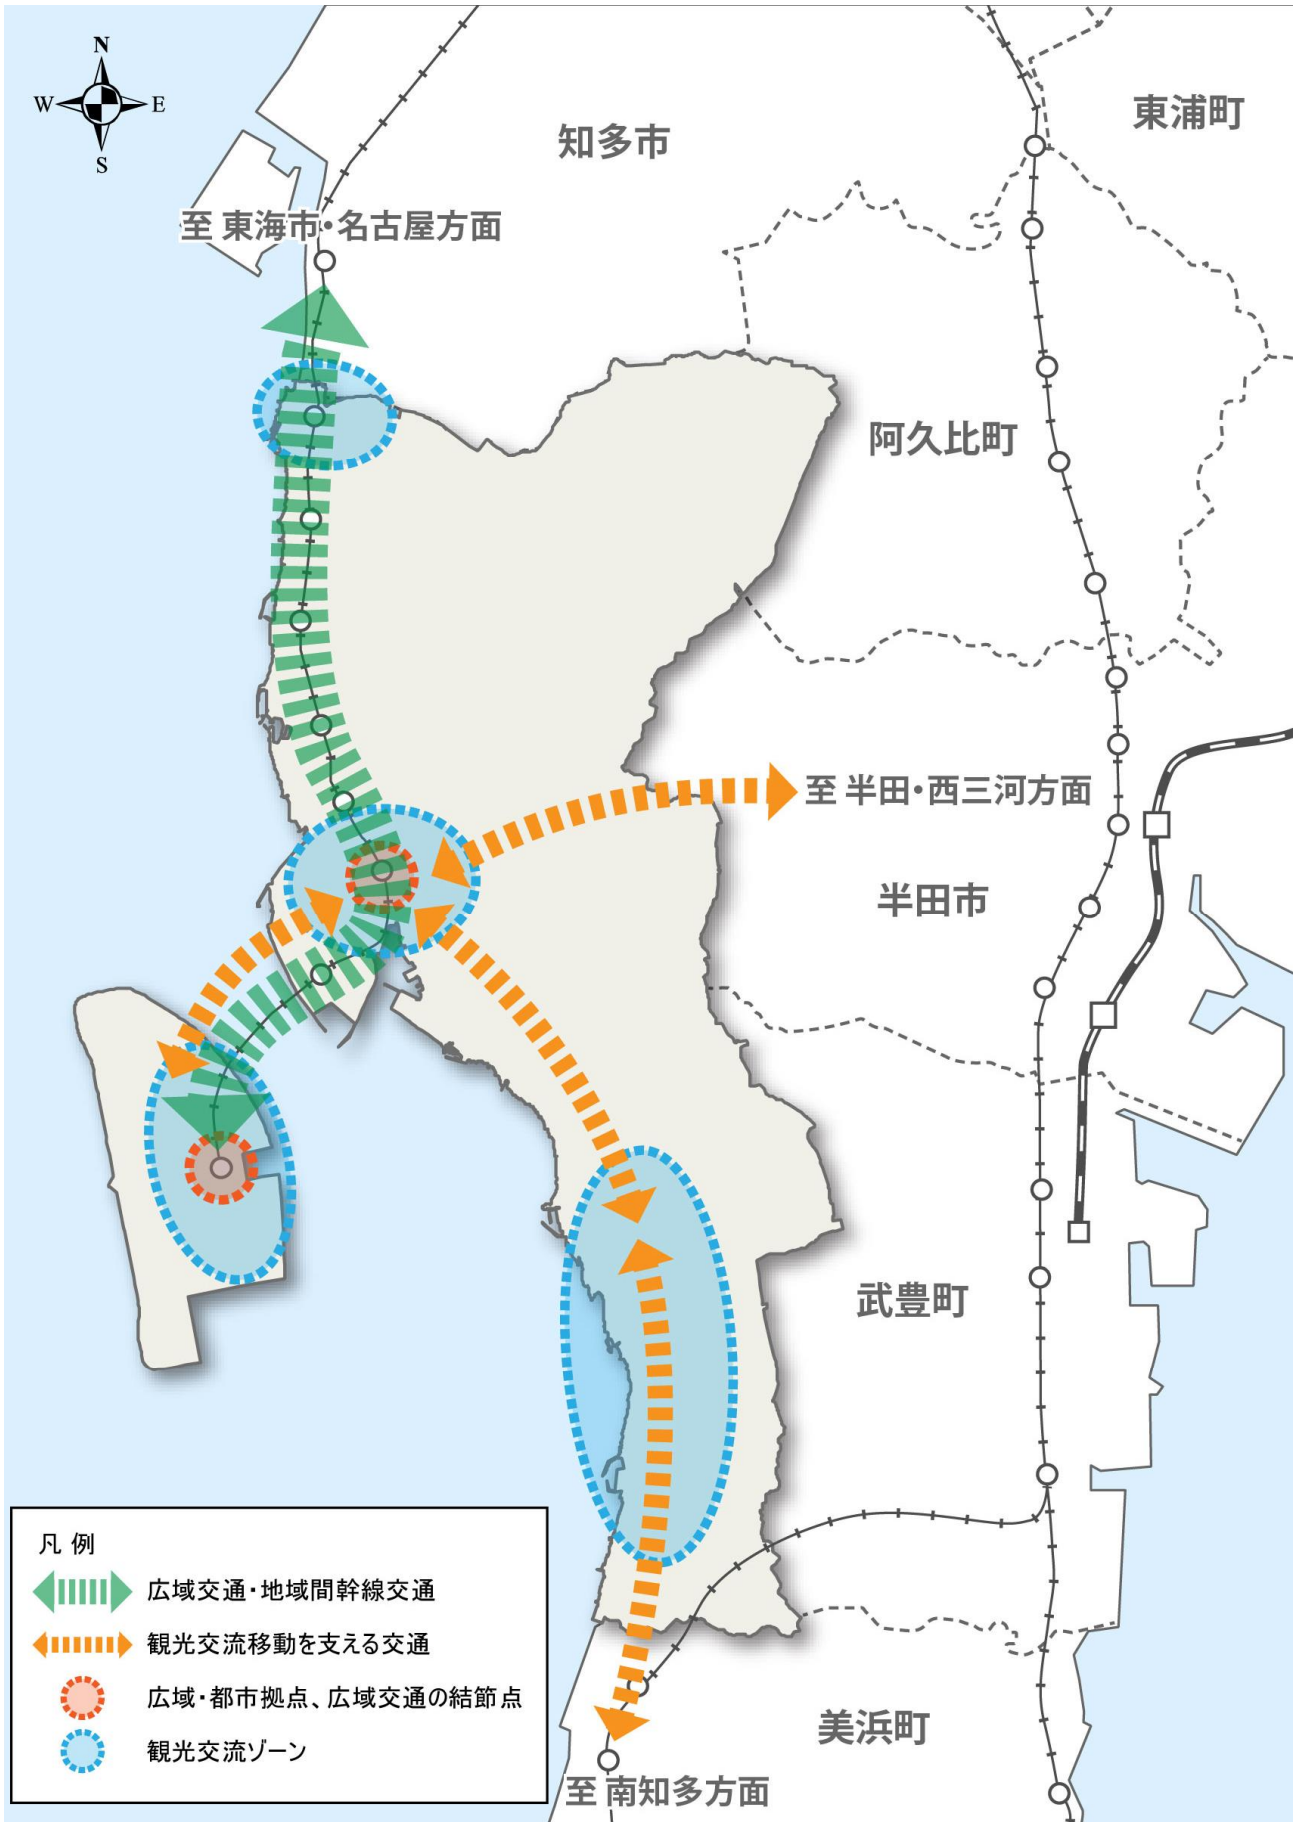 N
W
E
S
東浦町
知多市
至 東海市・名古屋方面
阿久比町
至 半田・西三河方面
半田市
武豊町
美浜町
至 南知多方面
凡 例
広域交通・地域間幹線交通
観光交流移動を支える交通
広域・都市拠点、広域交通の結節点
観光交流ゾーン